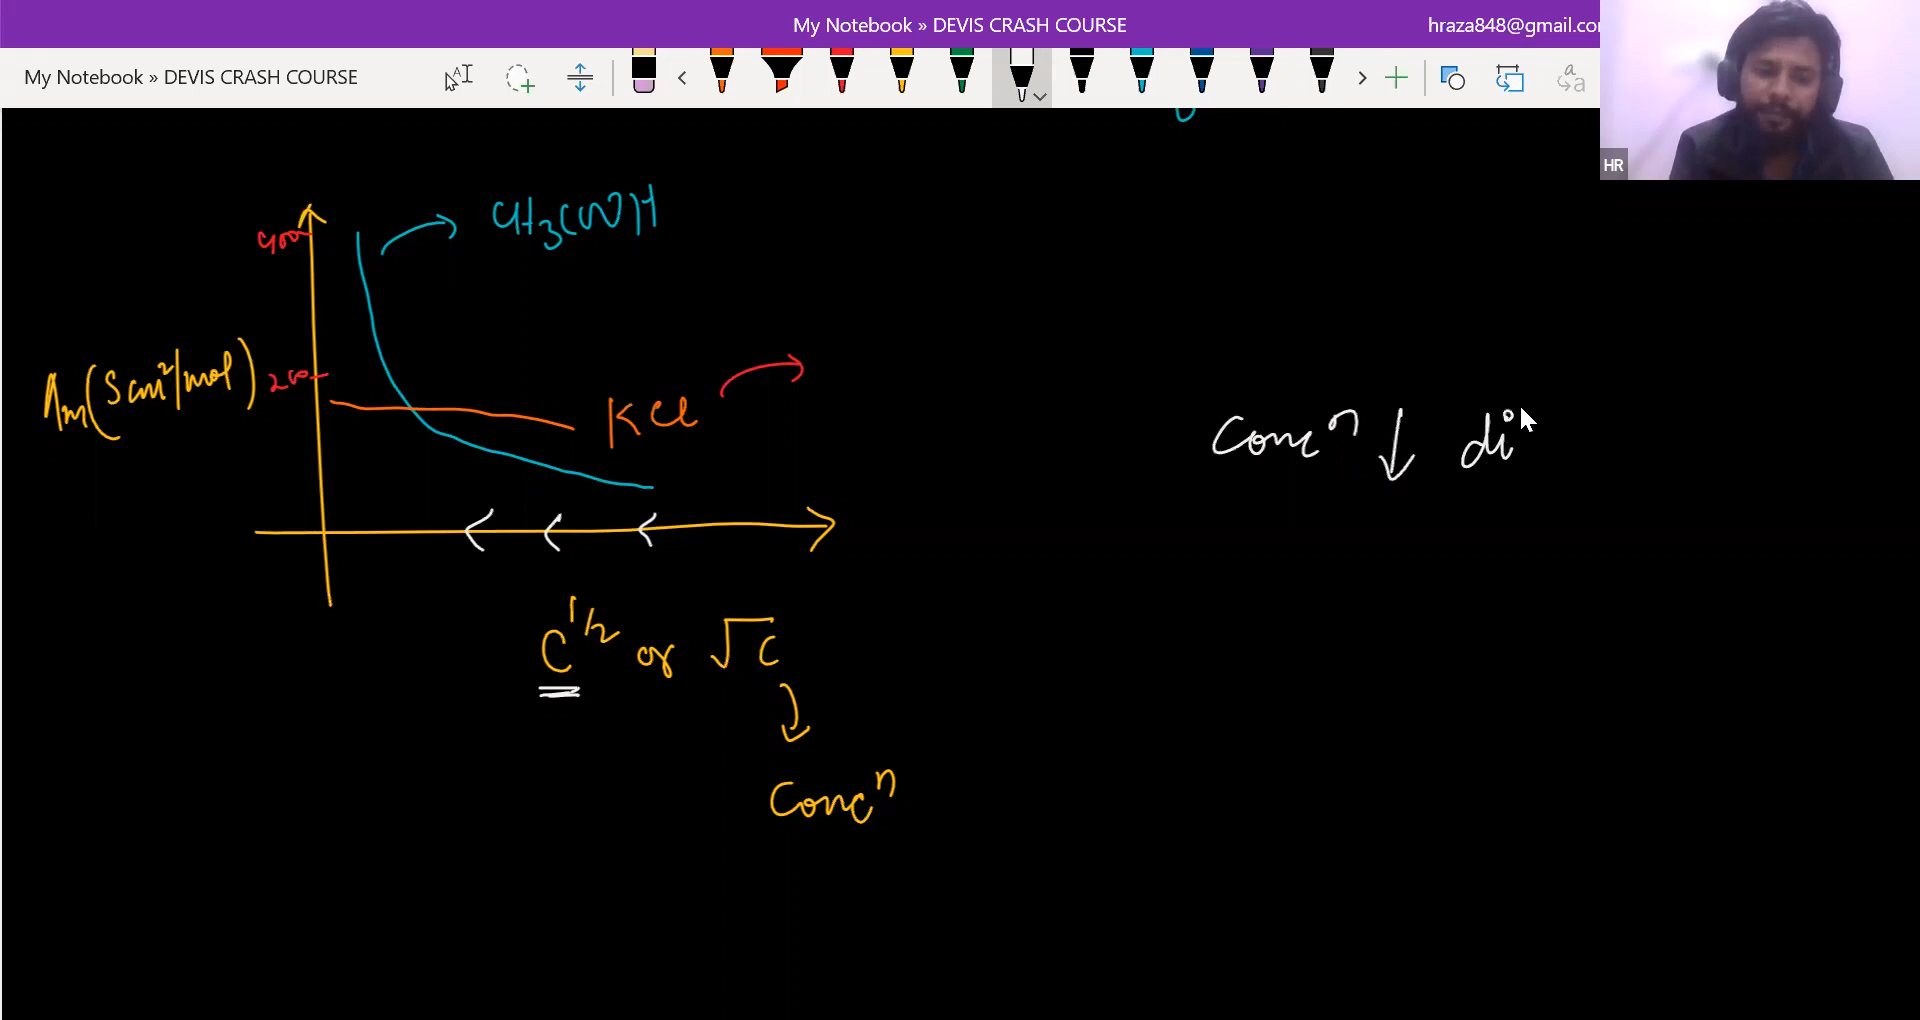 My Notebook » DEVIS CRASH COURSE
hraza848@gmail.co
My Notebook » DEVIS CRASH COURSE
HR
CH3COOH
400
Λm (S cm²/mol)
200
KCl
Concⁿ ↓ di
C^1/2 or √C
Concⁿ